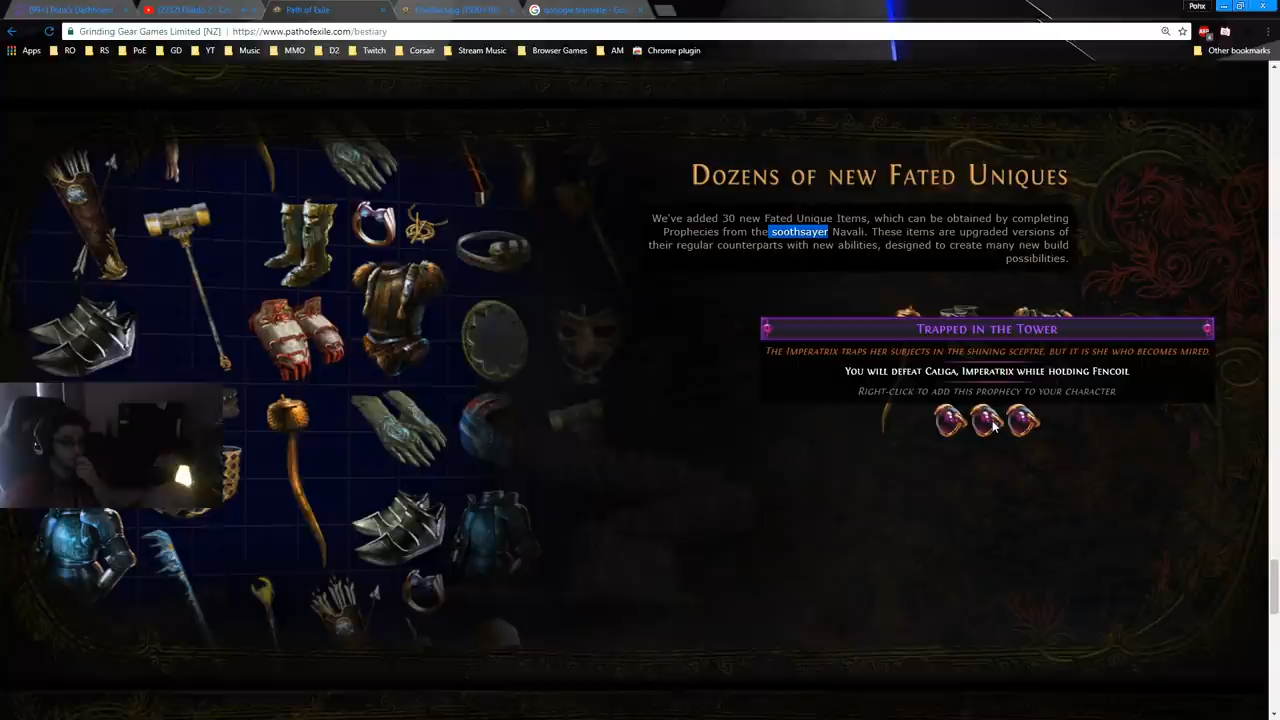 Path of Exile
Pohx
Grinding Gear Games Limited [NZ] | https://www.pathofexile.com/bestiary
Apps RO RS PoE GD YT Music MMO D2 Twitch Corsair Stream Music Browser Games AM Chrome plugin Other bookmarks
Dozens of new Fated Uniques
We've added 30 new Fated Unique Items, which can be obtained by completing
Prophecies from the soothsayer Navali. These items are upgraded versions of
their regular counterparts with new abilities, designed to create many new build
possibilities.
Trapped in the Tower
The Imperatrix traps her subjects in the shining sceptre, but it is she who becomes mired.
You will defeat Caliga, Imperatrix while holding Fencoil
Right-click to add this prophecy to your character.